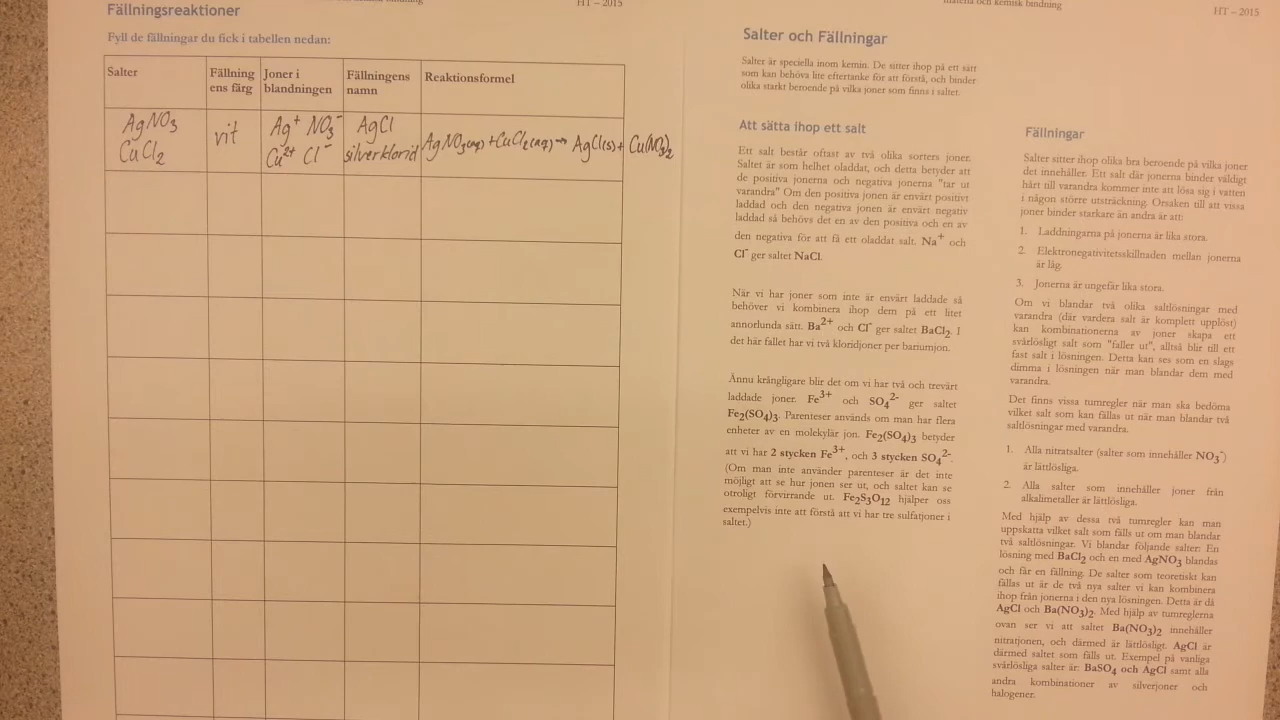 HT – 2015
Fällningsreaktioner
Fyll de fällningar du fick i tabellen nedan:
Salter
Fällning
ens färg
Joner i
blandningen
Fällningens
namn
Reaktionsformel
AgNO3
CuCl2
vit
Ag+ NO3-
Cu2+ Cl-
AgCl
silverklorid
AgNO3(aq) + CuCl2(aq) → AgCl(s) + Cu(NO3)2
och kemisk bindning
HT – 2015
Salter och Fällningar
Salter är speciella inom kemin. De sitter ihop på ett sätt
som kan behöva lite eftertanke för att förstå, och binder
olika starkt beroende på vilka joner som finns i saltet.
Att sätta ihop ett salt
Ett salt består oftast av två olika sorters joner.
Saltet är som helhet oladdat, och detta betyder att
de positiva jonerna och negativa jonerna "tar ut
varandra" Om den positiva jonen är envärt positivt
laddad och den negativa jonen är envärt negativ
laddad så behövs det en av den positiva och en av
den negativa för att få ett oladdat salt. Na+ och
Cl- ger saltet NaCl.
När vi har joner som inte är envärt laddade så
behöver vi kombinera ihop dem på ett litet
annorlunda sätt. Ba2+ och Cl- ger saltet BaCl2. I
det här fallet har vi två kloridjoner per bariumjon.
Ännu krångligare blir det om vi har två och trevärt
laddade joner. Fe3+ och SO42- ger saltet
Fe2(SO4)3. Parenteser används om man har flera
enheter av en molekylär jon. Fe2(SO4)3 betyder
att vi har 2 stycken Fe3+, och 3 stycken SO42-.
(Om man inte använder parenteser är det inte
möjligt att se hur jonen ser ut, och saltet kan se
otroligt förvirrande ut. Fe2S3O12 hjälper oss
exempelvis inte att förstå att vi har tre sulfatjoner i
saltet.)
Fällningar
Salter sitter ihop olika bra beroende på vilka joner
det innehåller. Ett salt där jonerna binder väldigt
hårt till varandra kommer inte att lösa sig i vatten
i någon större utsträckning. Orsaken till att vissa
joner binder starkare än andra är att:
1. Laddningarna på jonerna är lika stora.
2. Elektronegativitetsskillnaden mellan jonerna
är låg.
3. Jonerna är ungefär lika stora.
Om vi blandar två olika saltlösningar med
varandra (där vardera salt är komplett upplöst)
kan kombinationerna av joner skapa ett
svårlösligt salt som "faller ut", alltså blir till ett
fast salt i lösningen. Detta kan ses som en slags
dimma i lösningen när man blandar dem med
varandra.
Det finns vissa tumregler när man ska bedöma
vilket salt som kan fällas ut när man blandar två
saltlösningar med varandra.
1. Alla nitratsalter (salter som innehåller NO3-)
är lättlösliga.
2. Alla salter som innehåller joner från
alkalimetaller är lättlösliga.
Med hjälp av dessa två tumregler kan man
uppskatta vilket salt som fälls ut om man blandar
två saltlösningar. Vi blandar följande salter: En
lösning med BaCl2 och en med AgNO3 blandas
och får en fällning. De salter som teoretiskt kan
fällas ut är de två nya salter vi kan kombinera
ihop från jonerna i den nya lösningen. Detta är då
AgCl och Ba(NO3)2. Med hjälp av tumreglerna
ovan ser vi att saltet Ba(NO3)2 innehåller
nitratjonen, och därmed är lättlösligt. AgCl är
därmed saltet som fälls ut. Exempel på vanliga
svårlösliga salter är: BaSO4 och AgCl samt alla
andra kombinationer av silverjoner och
halogener.